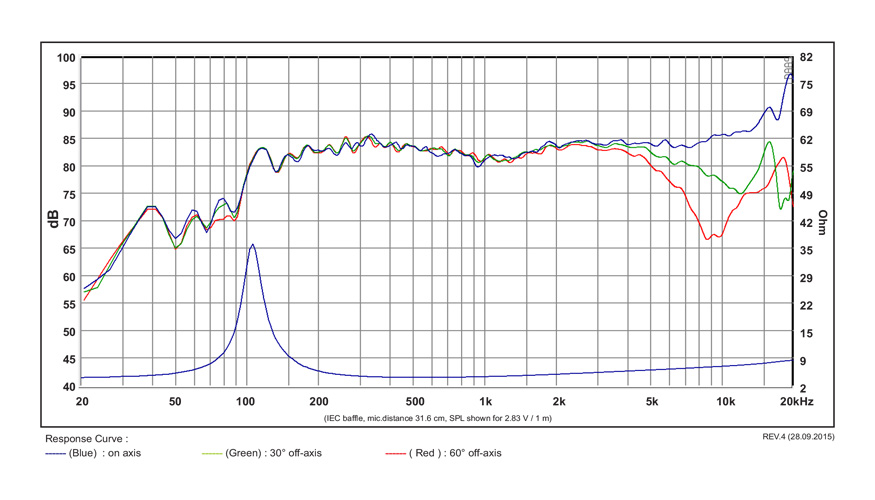 100 82
95 75
90 69
85 62
80 55
75 49
70 42
dB Ohm
65 35
60 29
55 22
50 15
45 9
40 2
20 50 100 200 500 1k 2k 5k 10k 20kHz
(IEC baffle, mic.distance 31.6 cm, SPL shown for 2.83 V / 1 m)
Response Curve : REV.4 (28.09.2015)
(Blue) : on axis (Green) : 30° off-axis ( Red ) : 60° off-axis